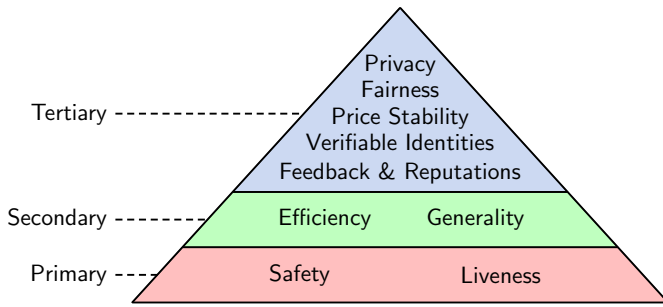 Privacy
Fairness
Tertiary
Price Stability
Verifiable Identities
Feedback & Reputations
Secondary
Efficiency Generality
Primary
Safety Liveness